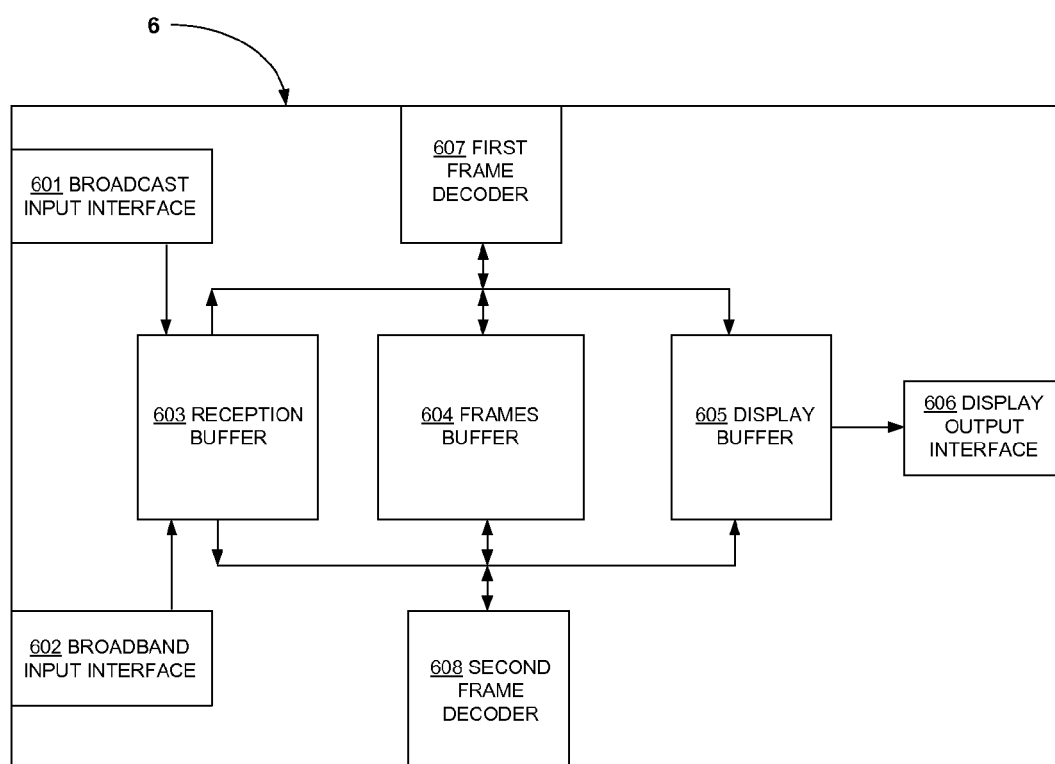 6
607 FIRST
FRAME
DECODER
601 BROADCAST
INPUT INTERFACE
603 RECEPTION
BUFFER
604 FRAMES
BUFFER
605 DISPLAY
BUFFER
606 DISPLAY
OUTPUT
INTERFACE
602 BROADBAND
INPUT INTERFACE
608 SECOND
FRAME
DECODER